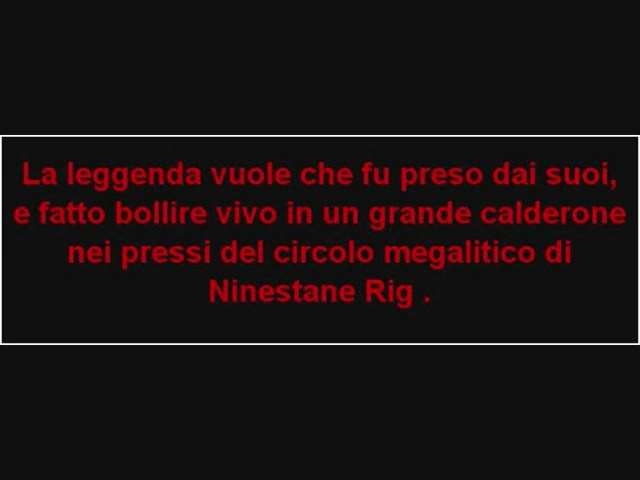 La leggenda vuole che fu preso dai suoi,
e fatto bollire vivo in un grande calderone
nei pressi del circolo megalitico di
Ninestane Rig .